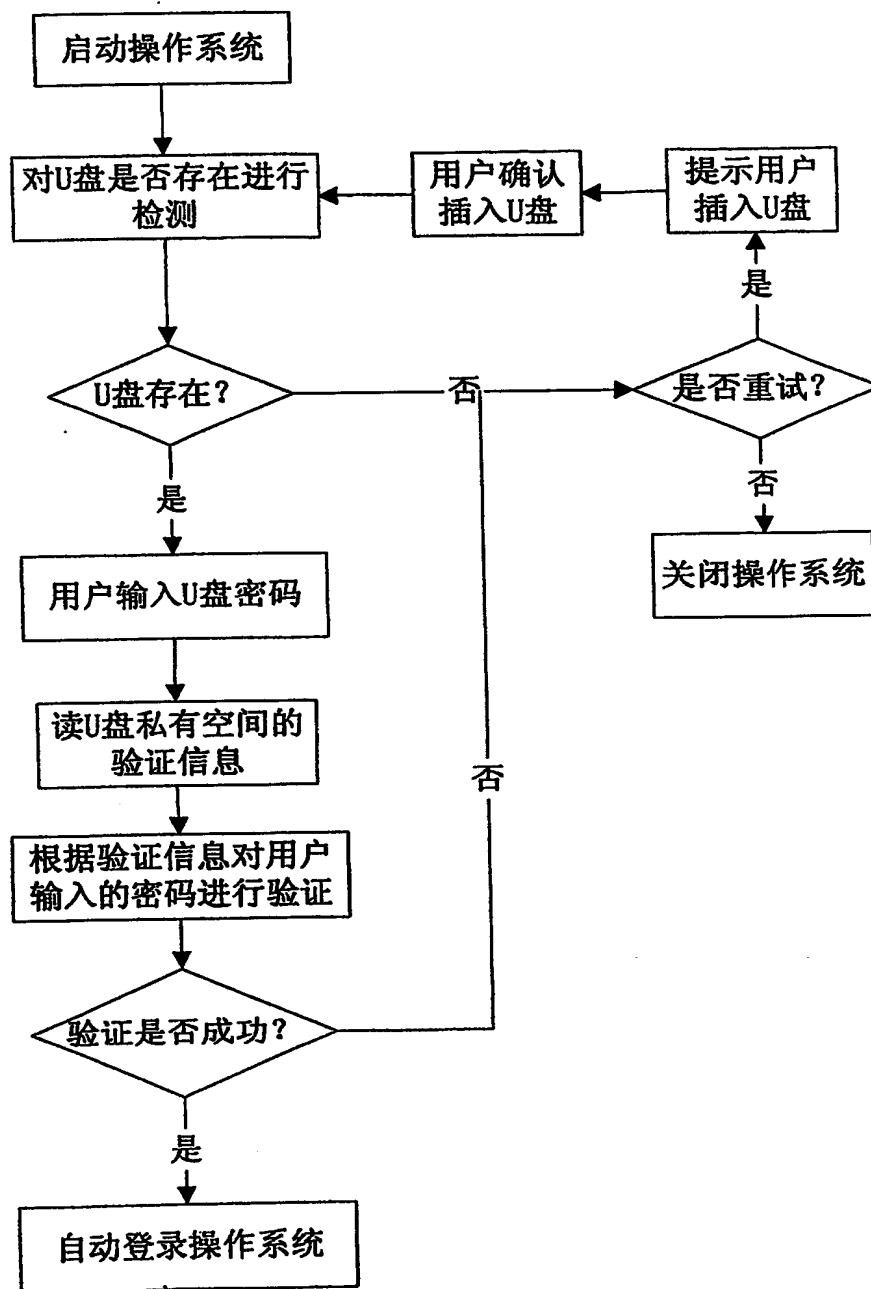 启动操作系统
对U盘是否存在进行
检测
用户确认
插入U盘
提示用户
插入U盘
是
U盘存在?
否
是否重试?
是
否
用户输入U盘密码
关闭操作系统
读U盘私有空间的
验证信息
否
根据验证信息对用户
输入的密码进行验证
验证是否成功?
是
自动登录操作系统